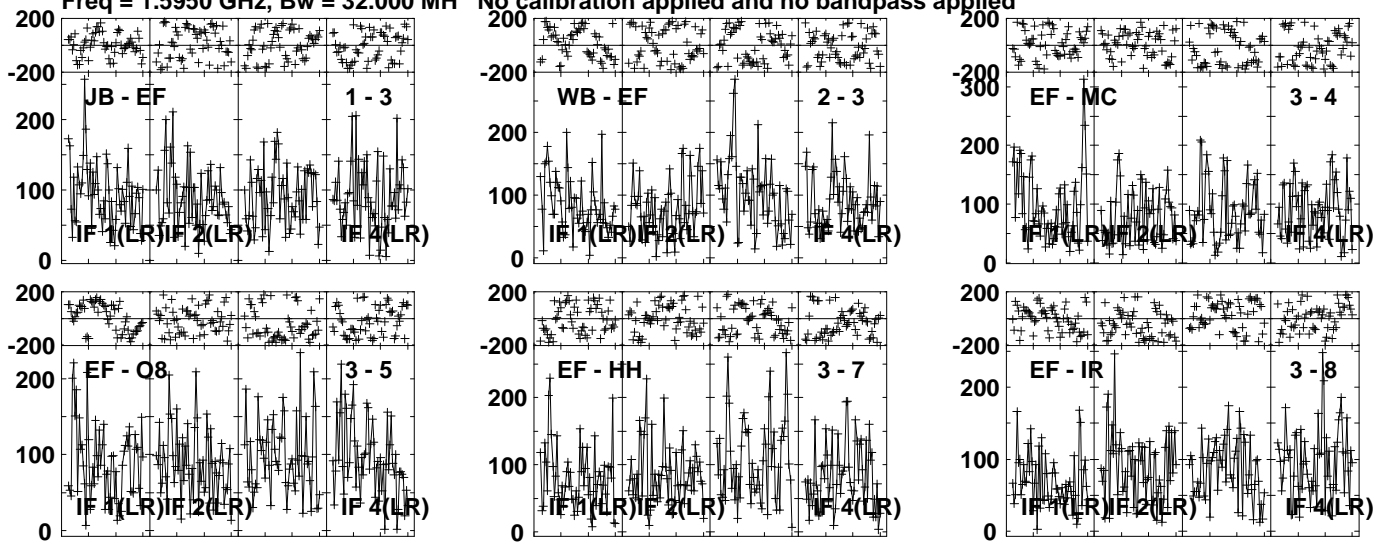 Freq = 1.5950 GHz, Bw = 32.000 MH No calibration applied and no bandpass applied
200 200 200
-200 -200 -200
JB - EF 1 - 3 WB - EF 2 - 3 EF - MC 3 - 4
300
200 200 200
100 100 100
IF 1(LR) IF 2(LR) IF 4(LR) IF 1(LR) IF 2(LR) IF 4(LR) IF 1(LR) IF 2(LR) IF 4(LR)
0 0 0
200 200 200
-200 -200 -200
EF - O8 3 - 5 EF - HH 3 - 7 EF - IR 3 - 8
200 200 200
100 100 100
IF 1(LR) IF 2(LR) IF 4(LR) IF 1(LR) IF 2(LR) IF 4(LR) IF 1(LR) IF 2(LR) IF 4(LR)
0 0 0